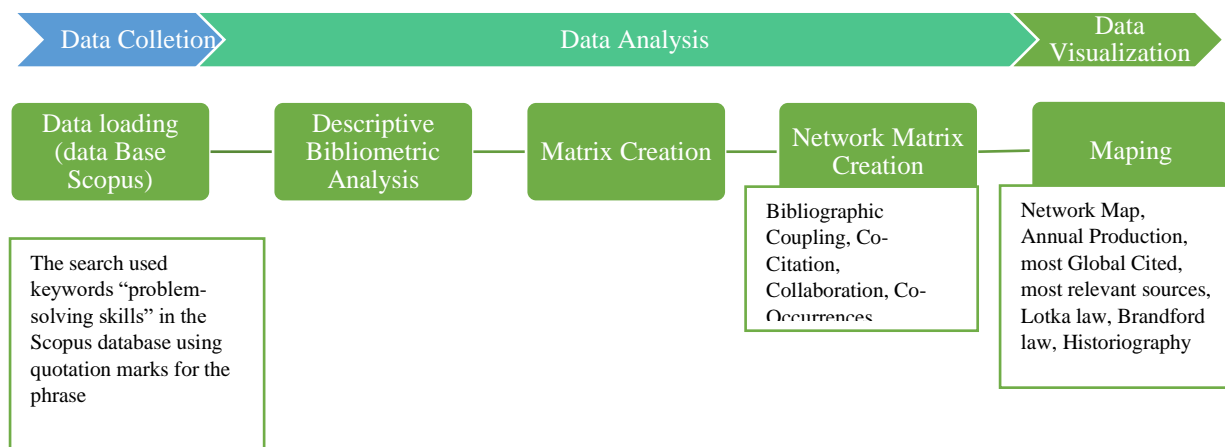 Data Colletion
Data Analysis
Data
Visualization
Data loading
(data Base
Scopus)
Descriptive
Bibliometric
Analysis
Matrix Creation
Network Matrix
Creation
Maping
The search used
keywords “problem-
solving skills” in the
Scopus database using
quotation marks for the
phrase
Bibliographic
Coupling, Co-
Citation,
Collaboration, Co-
Occurrences
Network Map,
Annual Production,
most Global Cited,
most relevant sources,
Lotka law, Brandford
law, Historiography